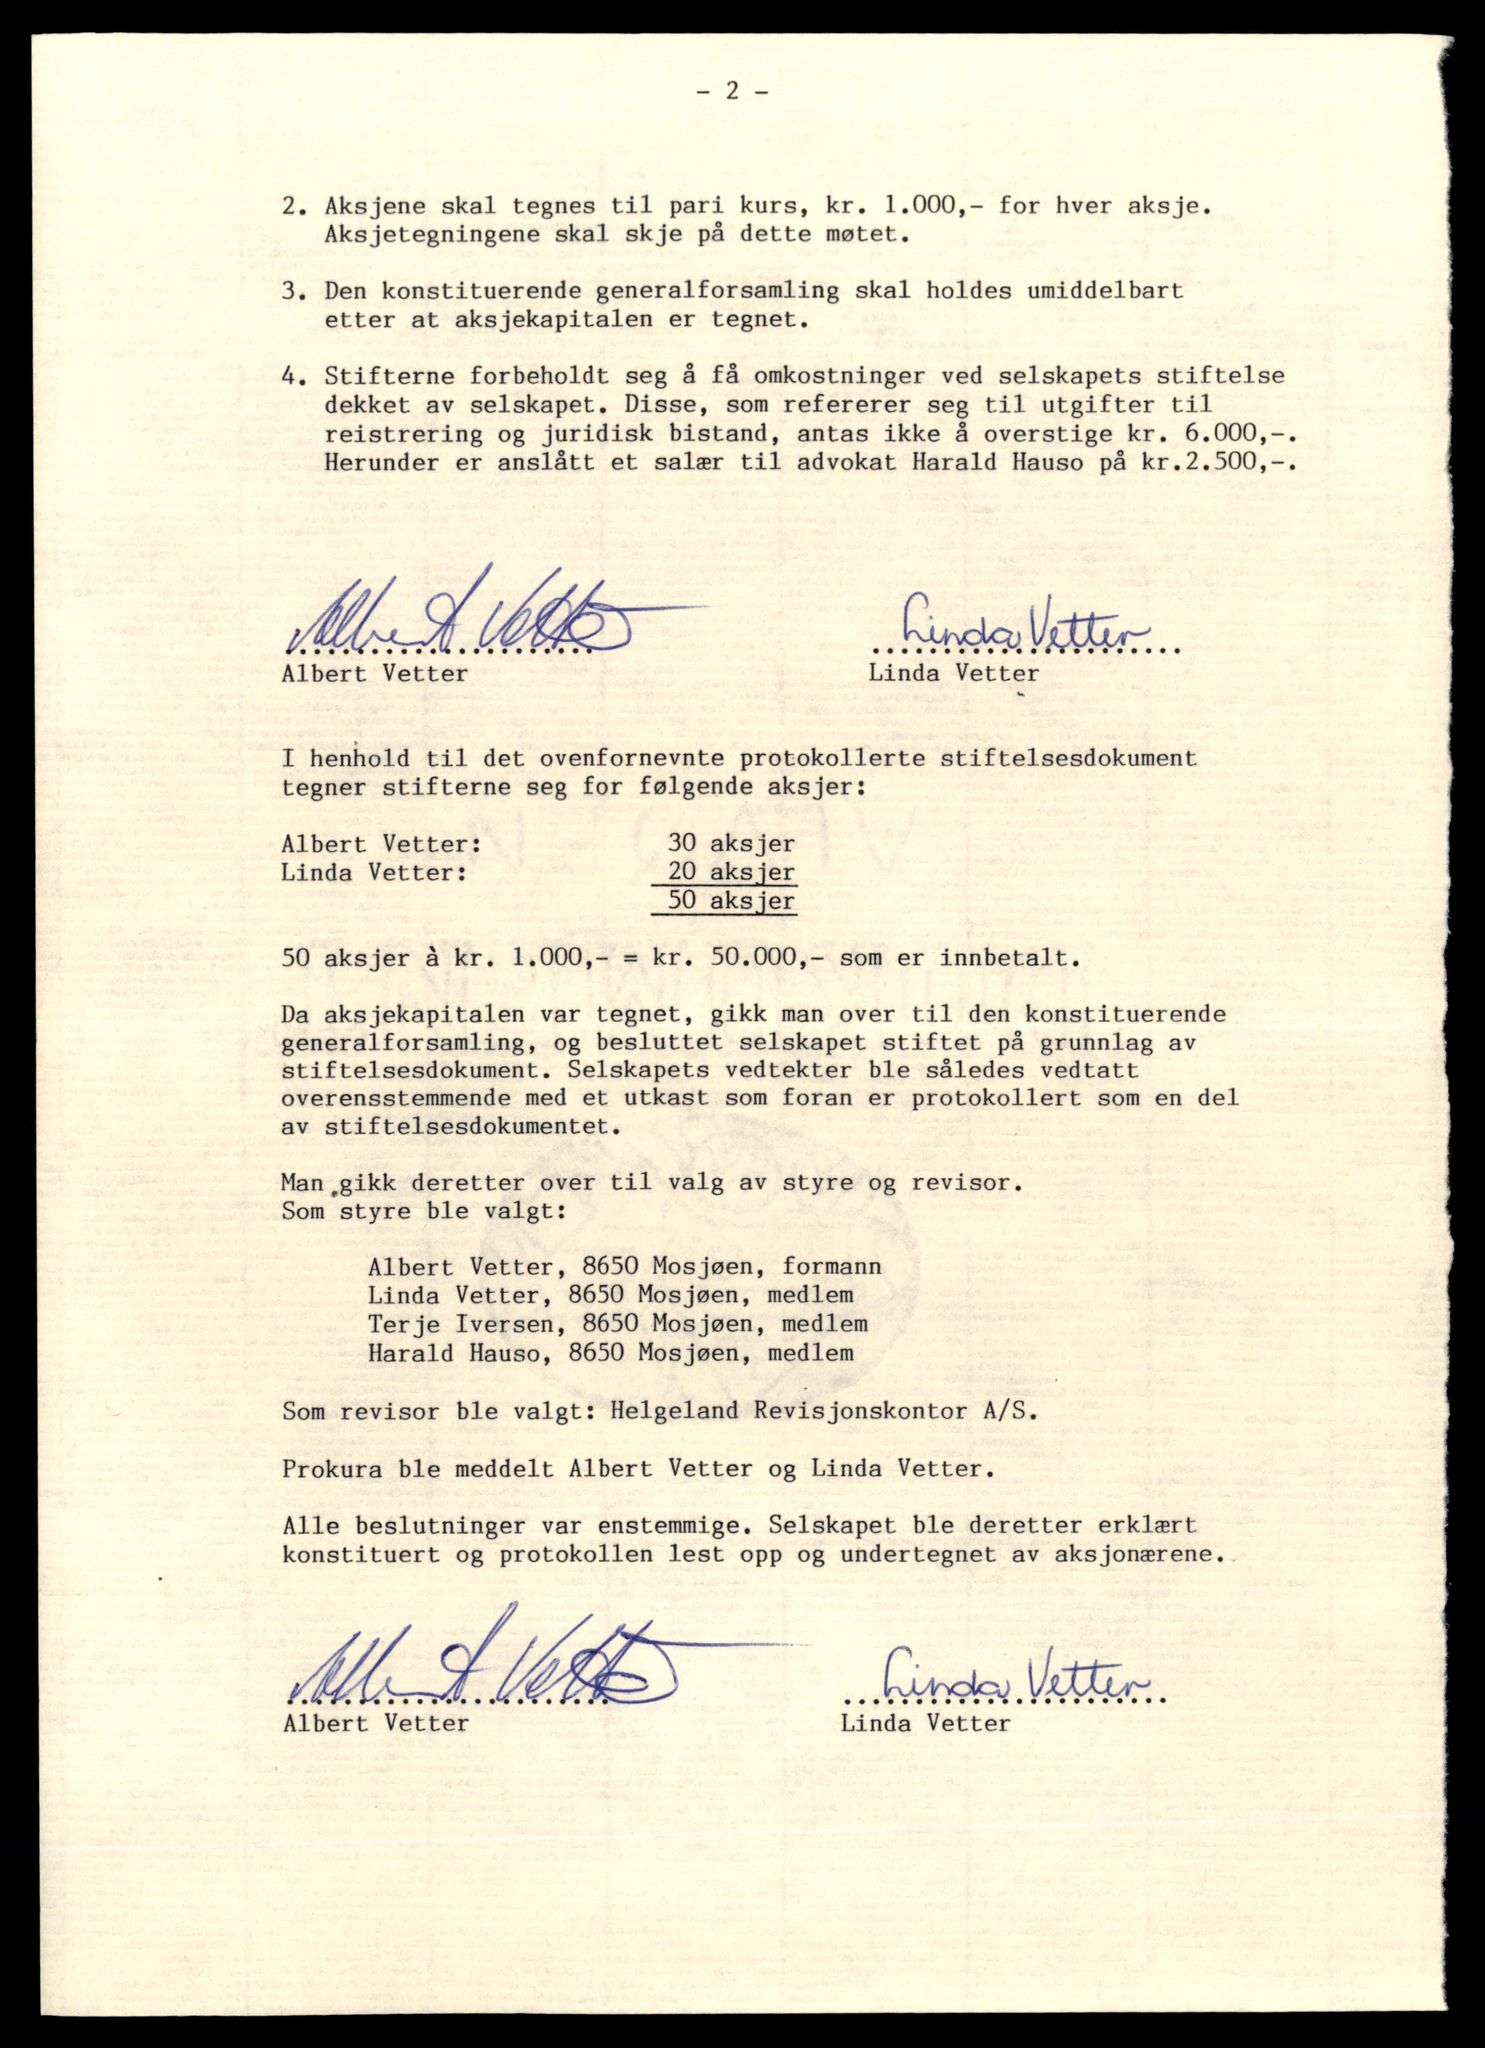 - 2 -
2. Aksjene skal tegnes til pari kurs, kr. 1.000,- for hver aksje.
Aksjetegningene skal skje på dette møtet.
3. Den konstituerende generalforsamling skal holdes umiddelbart
etter at aksjekapitalen er tegnet.
4. Stifterne forbeholdt seg å få omkostninger ved selskapets stiftelse
dekket av selskapet. Disse, som refererer seg til utgifter til
reistrering og juridisk bistand, antas ikke å overstige kr. 6.000,-.
Herunder er anslått et salær til advokat Harald Hauso på kr.2.500,-.
Albert Vetter Linda Vetter
Albert Vetter Linda Vetter
I henhold til det ovenfornevnte protokollerte stiftelsesdokument
tegner stifterne seg for følgende aksjer:
Albert Vetter: 30 aksjer
Linda Vetter: 20 aksjer
50 aksjer
50 aksjer à kr. 1.000,- = kr. 50.000,- som er innbetalt.
Da aksjekapitalen var tegnet, gikk man over til den konstituerende
generalforsamling, og besluttet selskapet stiftet på grunnlag av
stiftelsesdokument. Selskapets vedtekter ble således vedtatt
overensstemmende med et utkast som foran er protokollert som en del
av stiftelsesdokumentet.
Man gikk deretter over til valg av styre og revisor.
Som styre ble valgt:
Albert Vetter, 8650 Mosjøen, formann
Linda Vetter, 8650 Mosjøen, medlem
Terje Iversen, 8650 Mosjøen, medlem
Harald Hauso, 8650 Mosjøen, medlem
Som revisor ble valgt: Helgeland Revisjonskontor A/S.
Prokura ble meddelt Albert Vetter og Linda Vetter.
Alle beslutninger var enstemmige. Selskapet ble deretter erklært
konstituert og protokollen lest opp og undertegnet av aksjonærene.
Albert Vetter Linda Vetter
Albert Vetter Linda Vetter